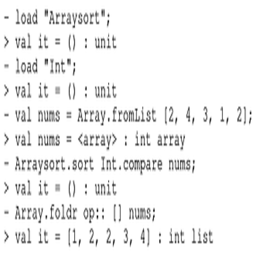 - load "Arraysort";
> val it = () : unit
- load "Int";
> val it = () : unit
- val nums = Array.fromList [2, 4, 3, 1, 2];
> val nums = <array> : int array
- Arraysort.sort Int.compare nums;
> val it = () : unit
- Array.foldr op:: [] nums;
> val it = [1, 2, 2, 3, 4] : int list